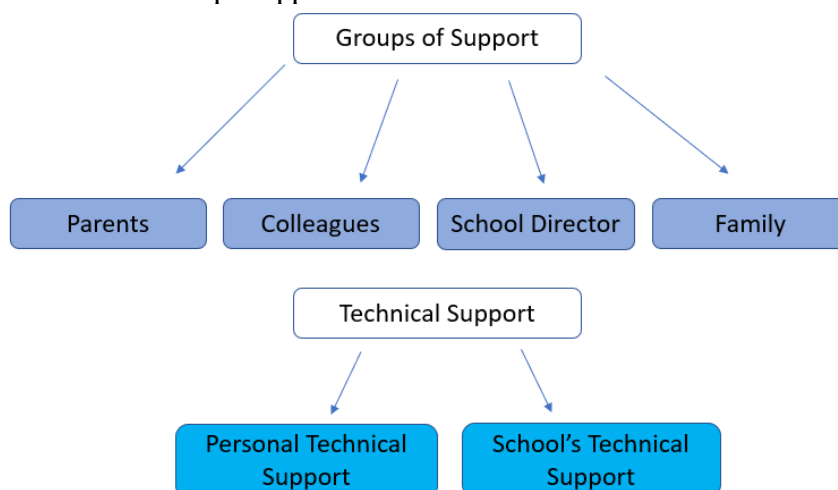 Groups of Support
Parents
Colleagues
School Director
Family
Technical Support
Personal Technical
Support
School's Technical
Support